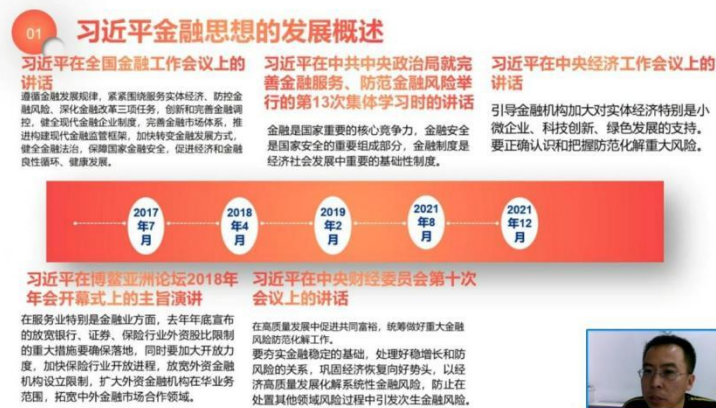 01
习近平金融思想的发展概述
习近平在全国金融工作会议上的
讲话
遵循金融发展规律，紧紧围绕服务实体经济、防控金
融风险、深化金融改革三项任务，创新和完善金融调
控，健全现代金融企业制度，完善金融市场体系，推
进构建现代金融监管框架，加快转变金融发展方式，
健全金融法治，保障国家金融安全，促进经济和金融
良性循环、健康发展。
习近平在中共中央政治局就完
善金融服务、防范金融风险举
行的第13次集体学习时的讲话
金融是国家重要的核心竞争力，金融安全
是国家安全的重要组成部分，金融制度是
经济社会发展中重要的基础性制度。
习近平在中央经济工作会议上的
讲话
引导金融机构加大对实体经济特别是小
微企业、科技创新、绿色发展的支持。
要正确认识和把握防范化解重大风险。
2017
年7
月
2018
年4
月
2019
年2
月
2021
年8
月
2021
年12
月
习近平在博鳌亚洲论坛2018年
年会开幕式上的主旨演讲
在服务业特别是金融业方面，去年年底宣布
的放宽银行、证券、保险行业外资股比限制
的重大措施要确保落地，同时要加大开放力
度，加快保险行业开放进程，放宽外资金融
机构设立限制，扩大外资金融机构在华业务
范围，拓宽中外金融市场合作领域。
习近平在中央财经委员会第十次
会议上的讲话
在高质量发展中促进共同富裕，统筹做好重大金融
风险防范化解工作。
要夯实金融稳定的基础，处理好稳增长和防
风险的关系，巩固经济恢复向好势头，以经
济高质量发展化解系统性金融风险，防止在
处置其他领域风险过程中引发次生金融风险。